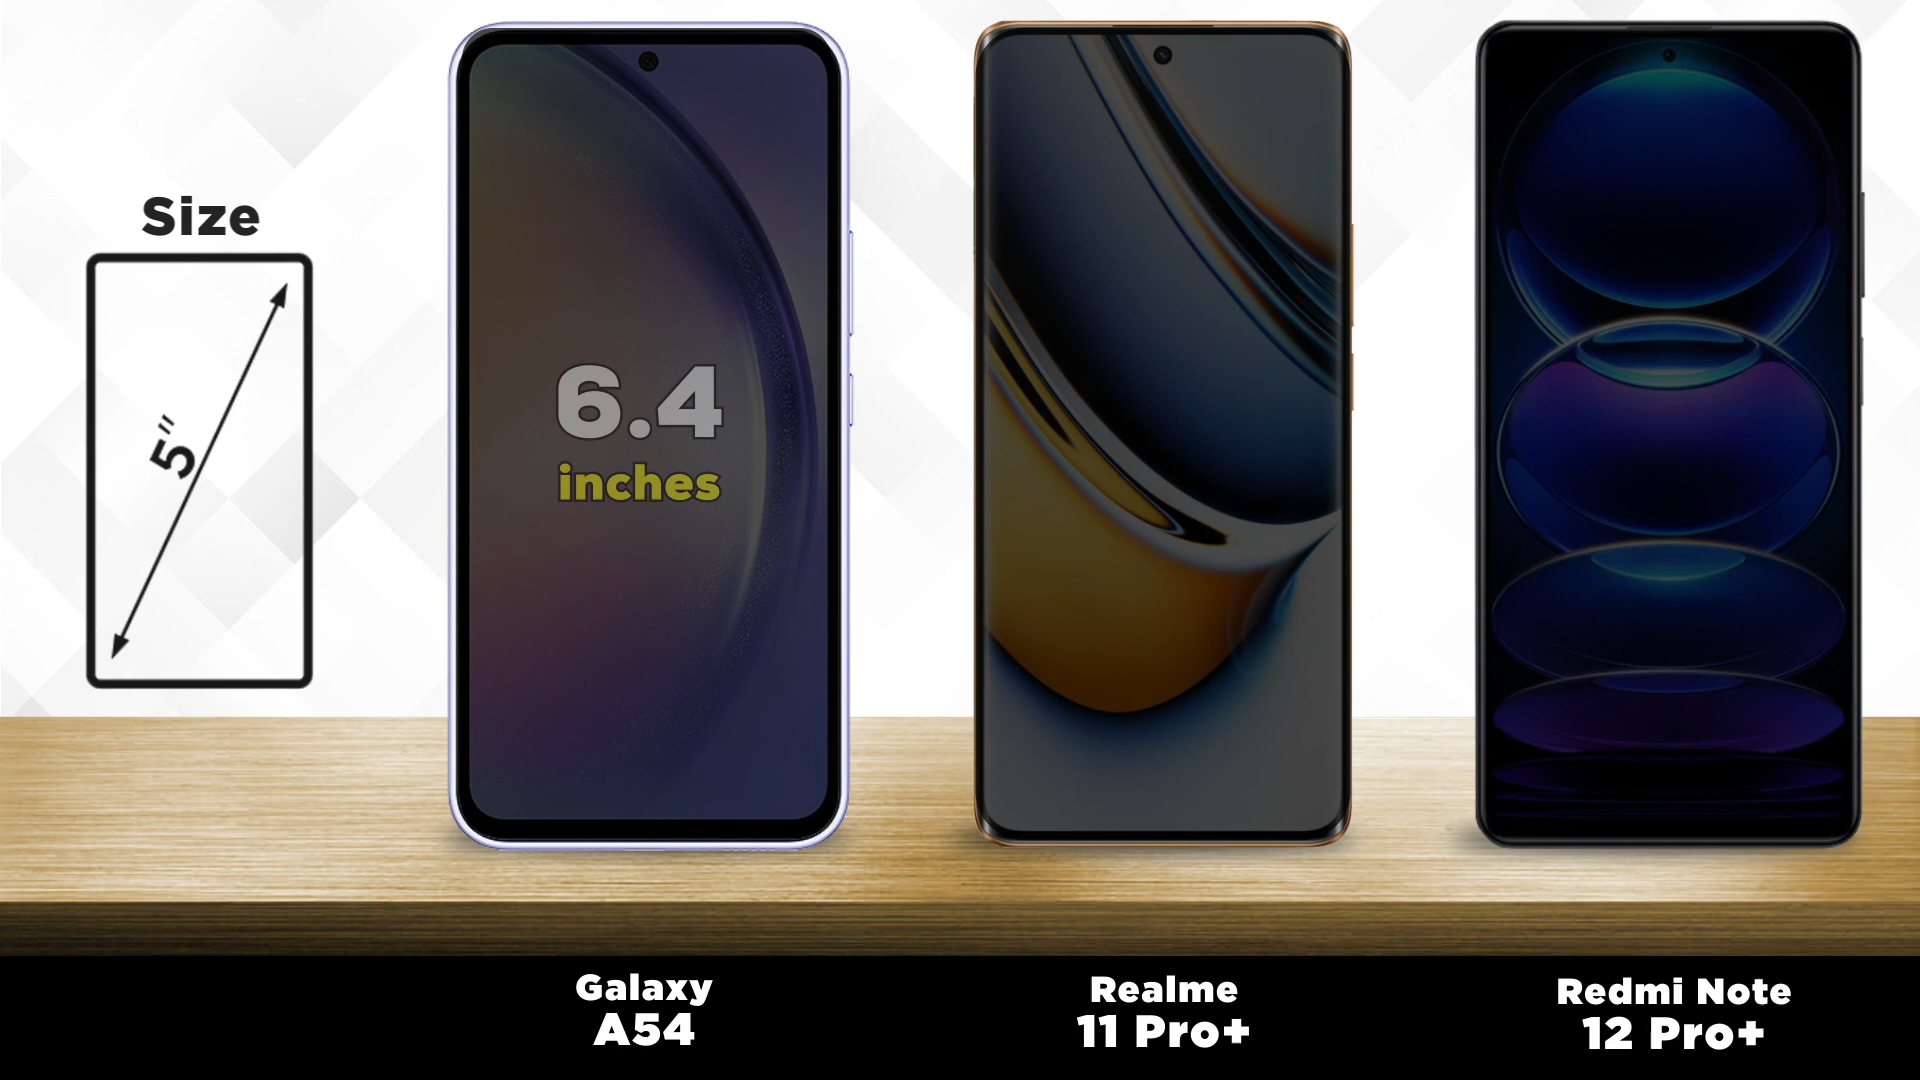 Size
5"
6.4
inches
Galaxy
A54
Realme
11 Pro+
Redmi Note
12 Pro+